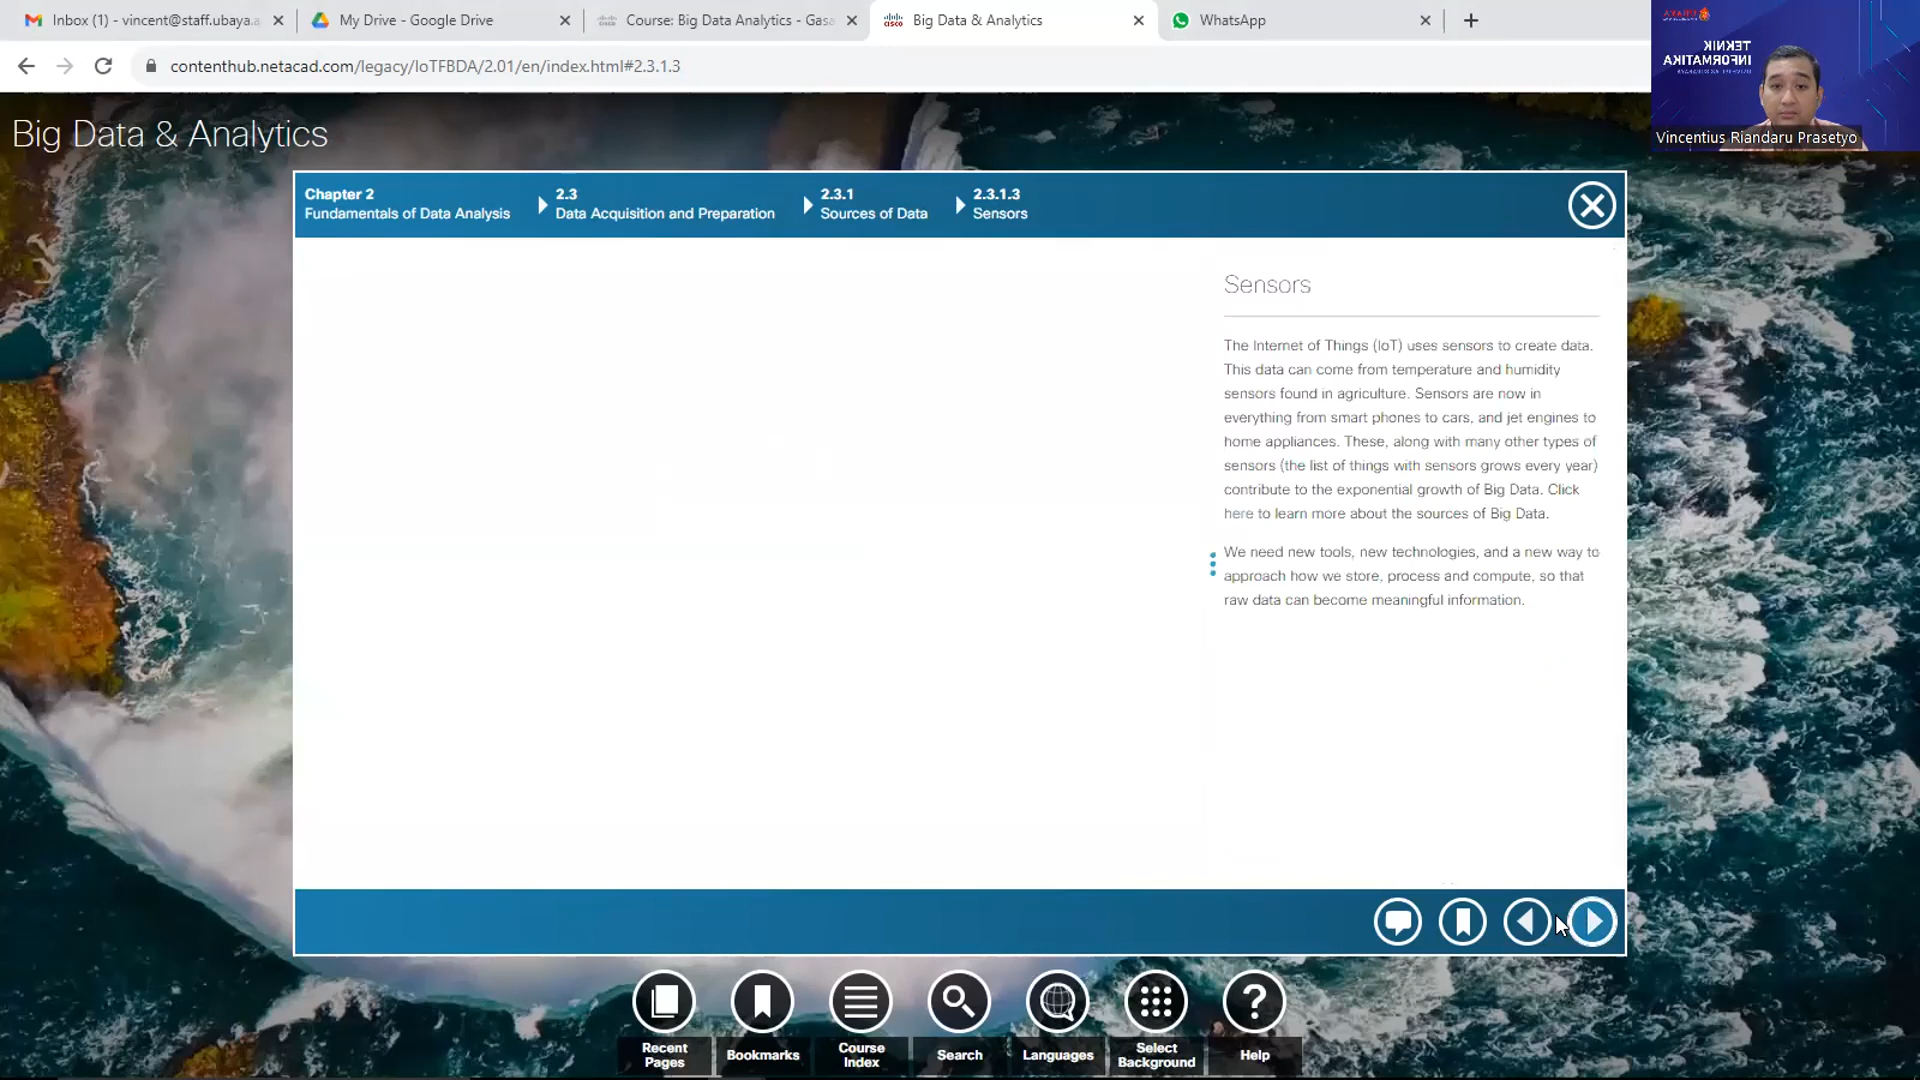 Inbox (1) - vincent@staff.ubaya.a
My Drive - Google Drive
Course: Big Data Analytics - Gasa
Big Data & Analytics
WhatsApp
contenthub.netacad.com/legacy/IoTFBDA/2.01/en/index.html#2.3.1.3
TEKNIK
INFORMATIKA
Vincentius Riandaru Prasetyo
Big Data & Analytics
Chapter 2
Fundamentals of Data Analysis
2.3
Data Acquisition and Preparation
2.3.1
Sources of Data
2.3.1.3
Sensors
Sensors
The Internet of Things (IoT) uses sensors to create data.
This data can come from temperature and humidity
sensors found in agriculture. Sensors are now in
everything from smart phones to cars, and jet engines to
home appliances. These, along with many other types of
sensors (the list of things with sensors grows every year)
contribute to the exponential growth of Big Data. Click
here to learn more about the sources of Big Data.
We need new tools, new technologies, and a new way to
approach how we store, process and compute, so that
raw data can become meaningful information.
Recent
Pages
Bookmarks
Course
Index
Search
Languages
Select
Background
Help